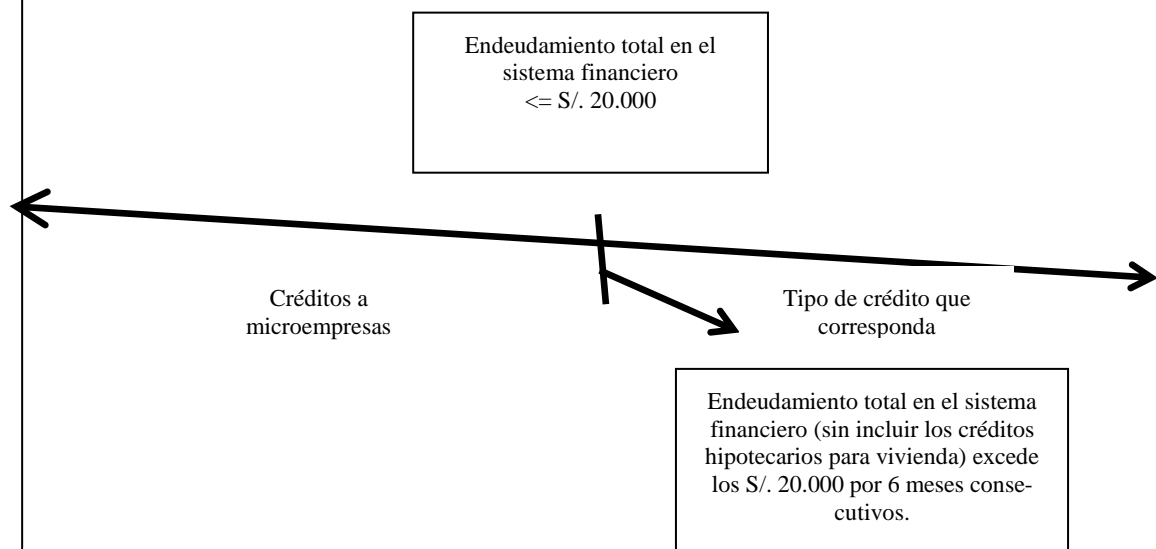 Endeudamiento total en el
sistema financiero
<= S/. 20.000
Créditos a
microempresas
Tipo de crédito que
corresponda
Endeudamiento total en el sistema
financiero (sin incluir los créditos
hipotecarios para vivienda) excede
los S/. 20.000 por 6 meses conse-
cutivos.